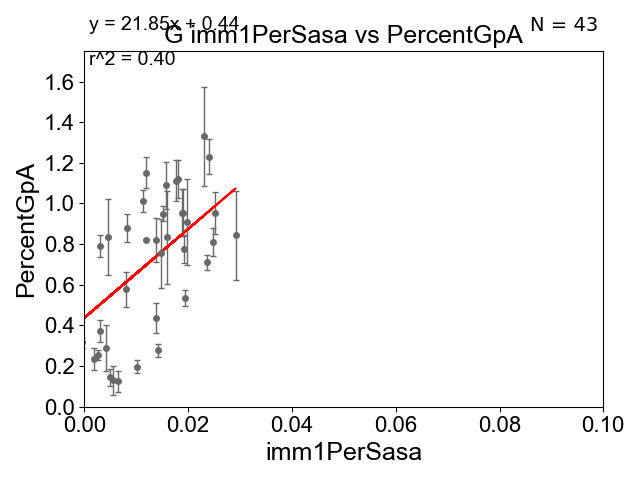 y = 21.85x + 0.44
N = 43
G imm1PerSasa vs PercentGpA
r^2 = 0.40
PercentGpA
1.6
1.4
1.2
1.0
0.8
0.6
0.4
0.2
0.0
0.00 0.02 0.04 0.06 0.08 0.10
imm1PerSasa